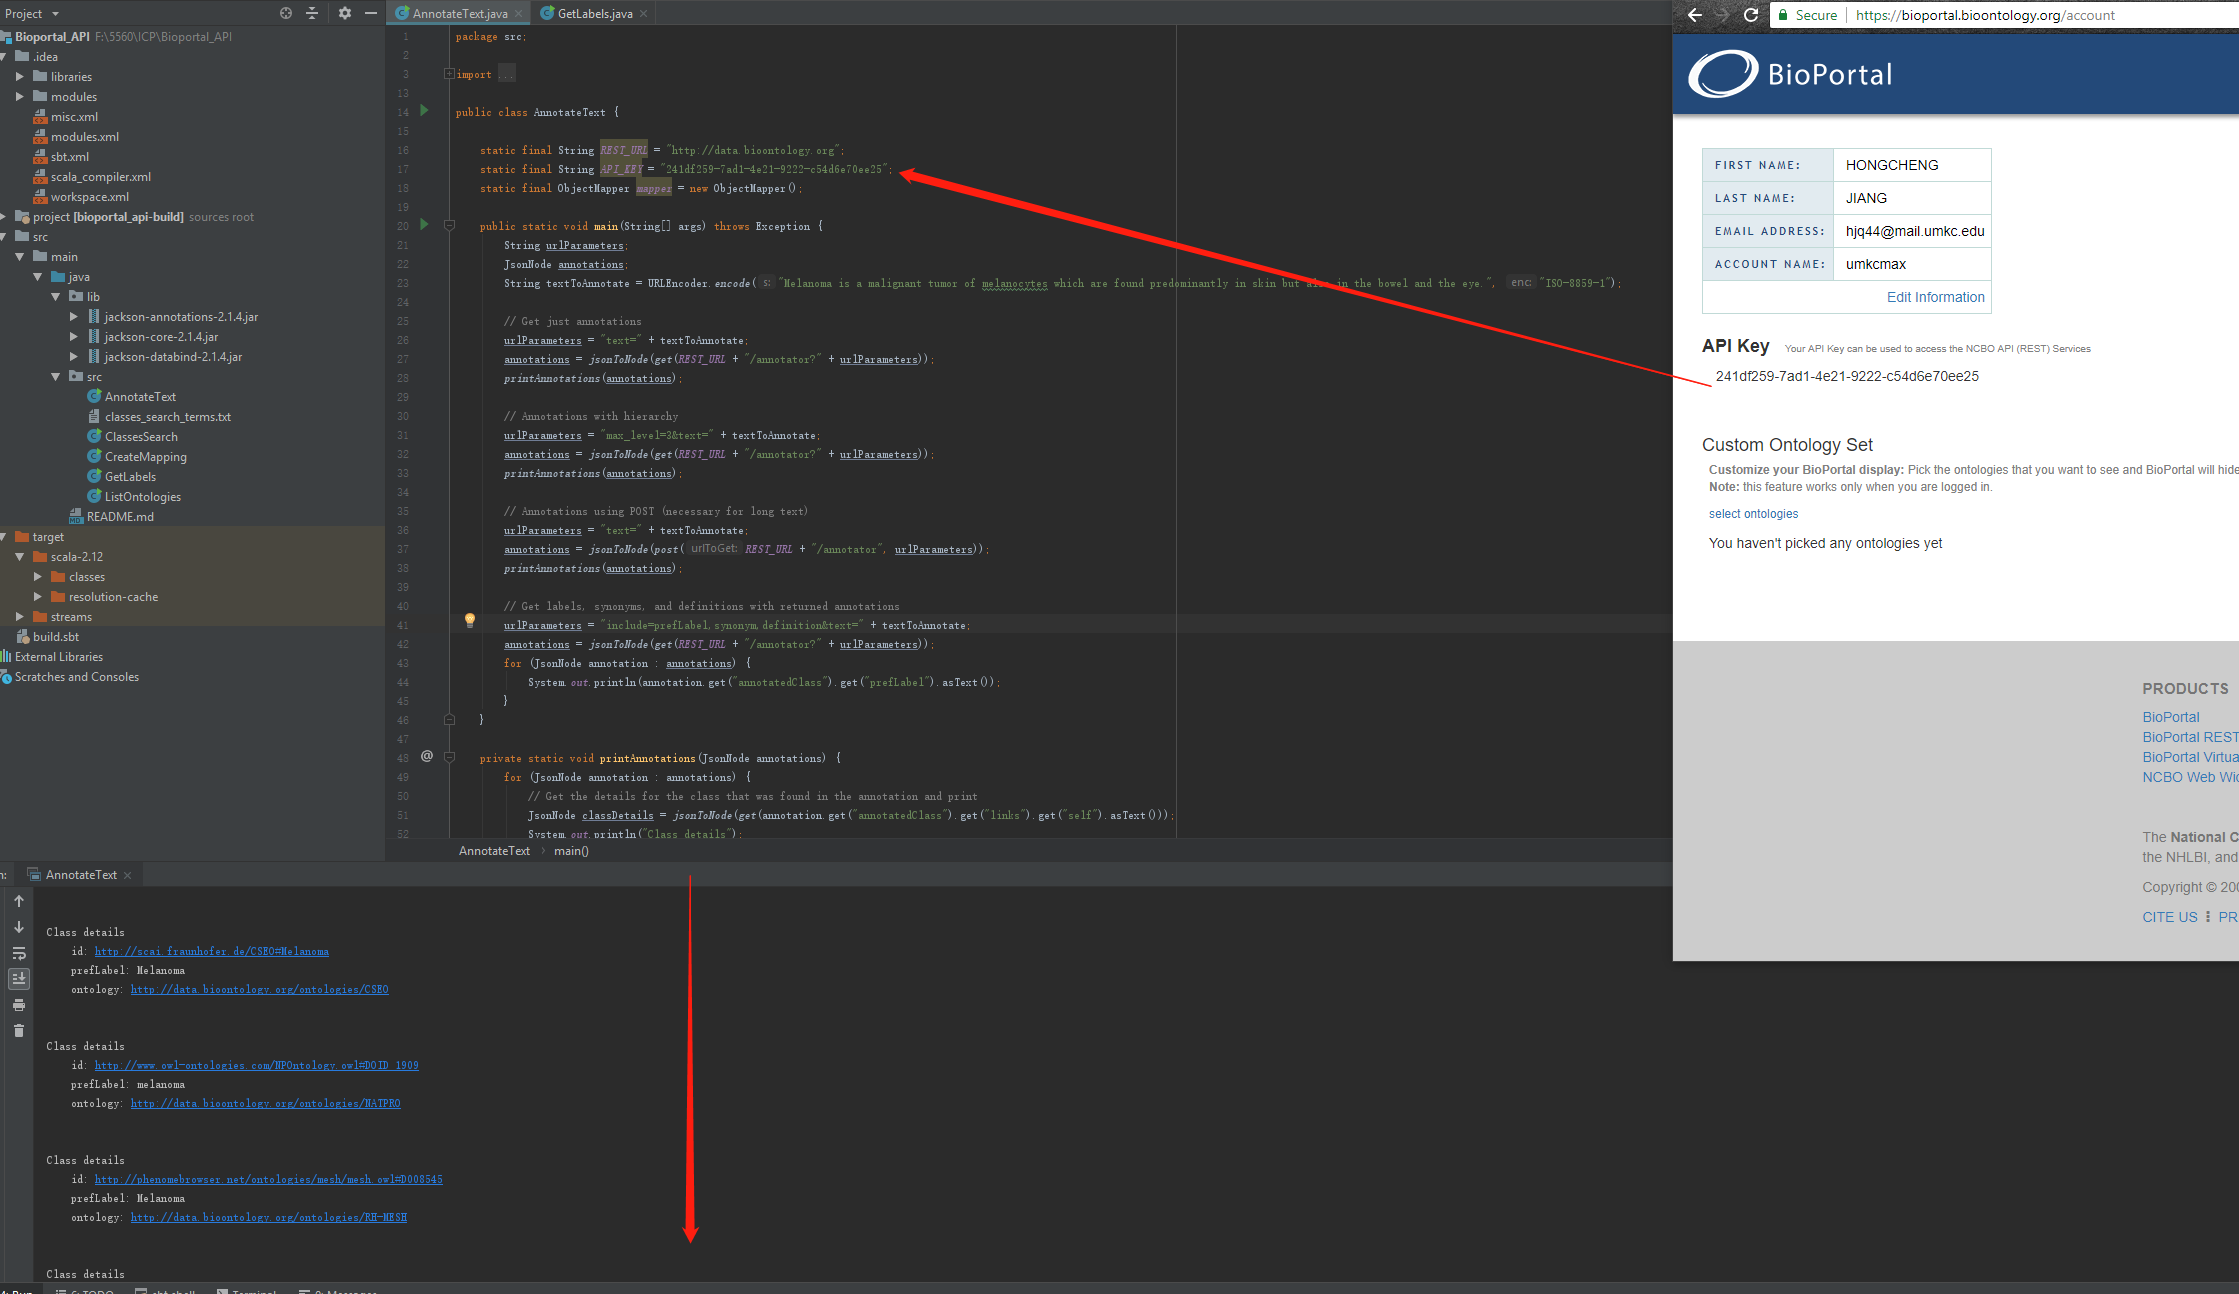 Project
Bioportal_API F:\5560\ICP\Bioportal_API
.idea
libraries
modules
misc.xml
modules.xml
sbt.xml
scala_compiler.xml
workspace.xml
project [bioportal_api-build] sources root
src
main
java
lib
jackson-annotations-2.1.4.jar
jackson-core-2.1.4.jar
jackson-databind-2.1.4.jar
src
AnnotateText
classes_search_terms.txt
ClassesSearch
CreateMapping
GetLabels
ListOntologies
README.md
target
scala-2.12
classes
resolution-cache
streams
build.sbt
External Libraries
Scratches and Consoles
AnnotateText.java GetLabels.java
1 package src;
2
3 import ...
13
14 public class AnnotateText {
15
16 static final String REST_URL = "http://data.bioontology.org";
17 static final String API_KEY = "241df259-7ad1-4e21-9222-c54d6e70ee25";
18 static final ObjectMapper mapper = new ObjectMapper();
19
20 public static void main(String[] args) throws Exception {
21 String urlParameters;
22 JsonNode annotations;
23 String textToAnnotate = URLEncoder.encode( s: "Melanoma is a malignant tumor of melanocytes which are found predominantly in skin but also in the bowel and the eye.", enc: "ISO-8859-1");
24
25 // Get just annotations
26 urlParameters = "text=" + textToAnnotate;
27 annotations = jsonToNode(get(REST_URL + "/annotator?" + urlParameters));
28 printAnnotations(annotations);
29
30 // Annotations with hierarchy
31 urlParameters = "max_level=3&text=" + textToAnnotate;
32 annotations = jsonToNode(get(REST_URL + "/annotator?" + urlParameters));
33 printAnnotations(annotations);
34
35 // Annotations using POST (necessary for long text)
36 urlParameters = "text=" + textToAnnotate;
37 annotations = jsonToNode(post( urlToGet: REST_URL + "/annotator", urlParameters));
38 printAnnotations(annotations);
39
40 // Get labels, synonyms, and definitions with returned annotations
41 urlParameters = "include=prefLabel,synonym,definition&text=" + textToAnnotate;
42 annotations = jsonToNode(get(REST_URL + "/annotator?" + urlParameters));
43 for (JsonNode annotation : annotations) {
44 System.out.println(annotation.get("annotatedClass").get("prefLabel").asText());
45 }
46 }
47
48 @ private static void printAnnotations(JsonNode annotations) {
49 for (JsonNode annotation : annotations) {
50 // Get the details for the class that was found in the annotation and print
51 JsonNode classDetails = jsonToNode(get(annotation.get("annotatedClass").get("links").get("self").asText()));
52 System.out.println("Class details");
AnnotateText main()
AnnotateText
Class details
id: http://scai.fraunhofer.de/CSEO#Melanoma
prefLabel: Melanoma
ontology: http://data.bioontology.org/ontologies/CSEO
Class details
id: http://www.owl-ontologies.com/NPOntology.owl#DOID_1909
prefLabel: melanoma
ontology: http://data.bioontology.org/ontologies/NATPRO
Class details
id: http://phenomebrowser.net/ontologies/mesh/mesh.owl#D008545
prefLabel: Melanoma
ontology: http://data.bioontology.org/ontologies/RH-MESH
Class details
Secure https://bioportal.bioontology.org/account
BioPortal
FIRST NAME: HONGCHENG
LAST NAME: JIANG
EMAIL ADDRESS: hjq44@mail.umkc.edu
ACCOUNT NAME: umkcmax
Edit Information
API Key Your API Key can be used to access the NCBO API (REST) Services
241df259-7ad1-4e21-9222-c54d6e70ee25
Custom Ontology Set
Customize your BioPortal display: Pick the ontologies that you want to see and BioPortal will hide
Note: this feature works only when you are logged in.
select ontologies
You haven't picked any ontologies yet
PRODUCTS
BioPortal
BioPortal REST
BioPortal Virtua
NCBO Web Wi
The National C
the NHLBI, and
Copyright © 200
CITE US PR